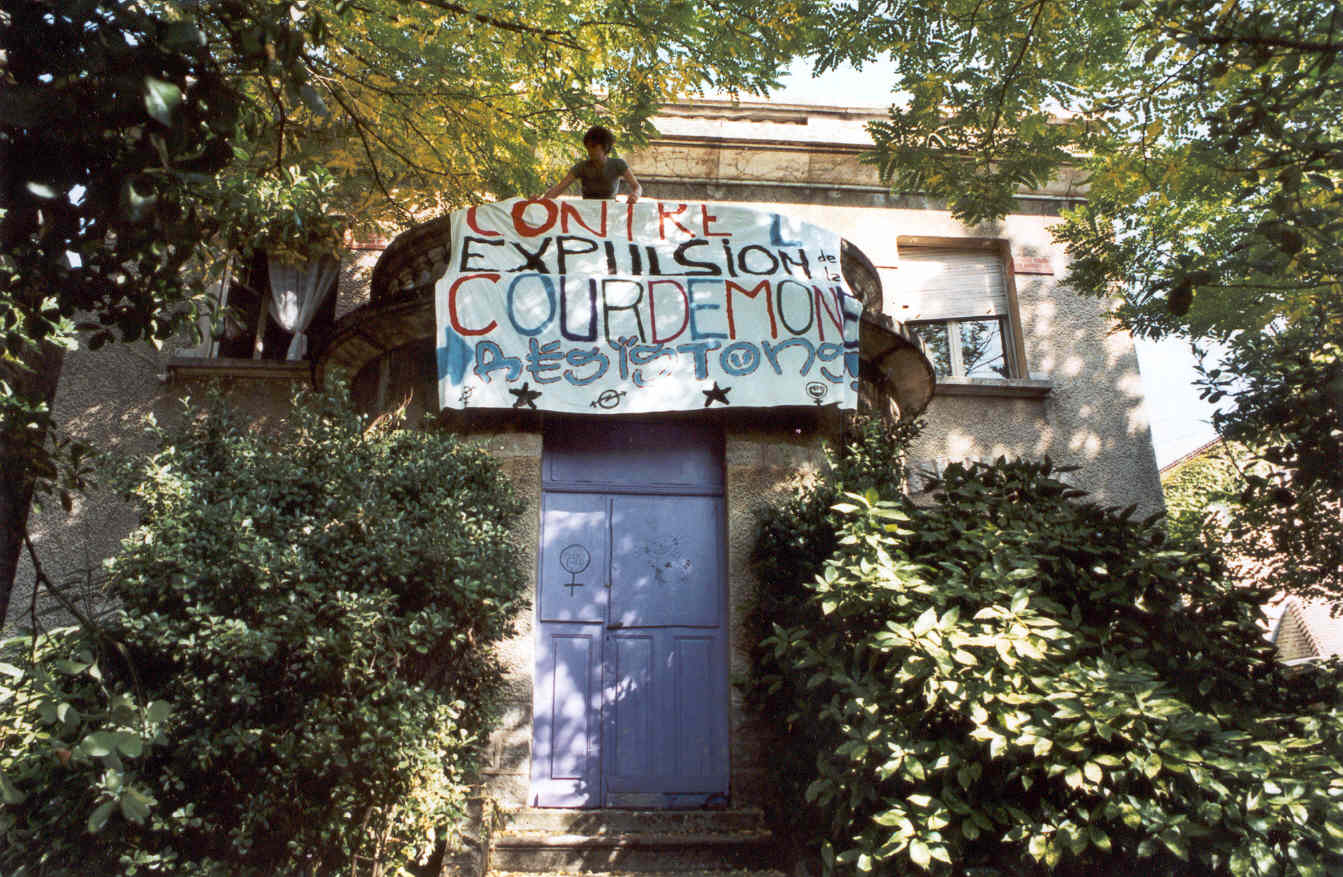 CONTRE L
EXPULSION de la
COURDEMONE
RÉSISTONS